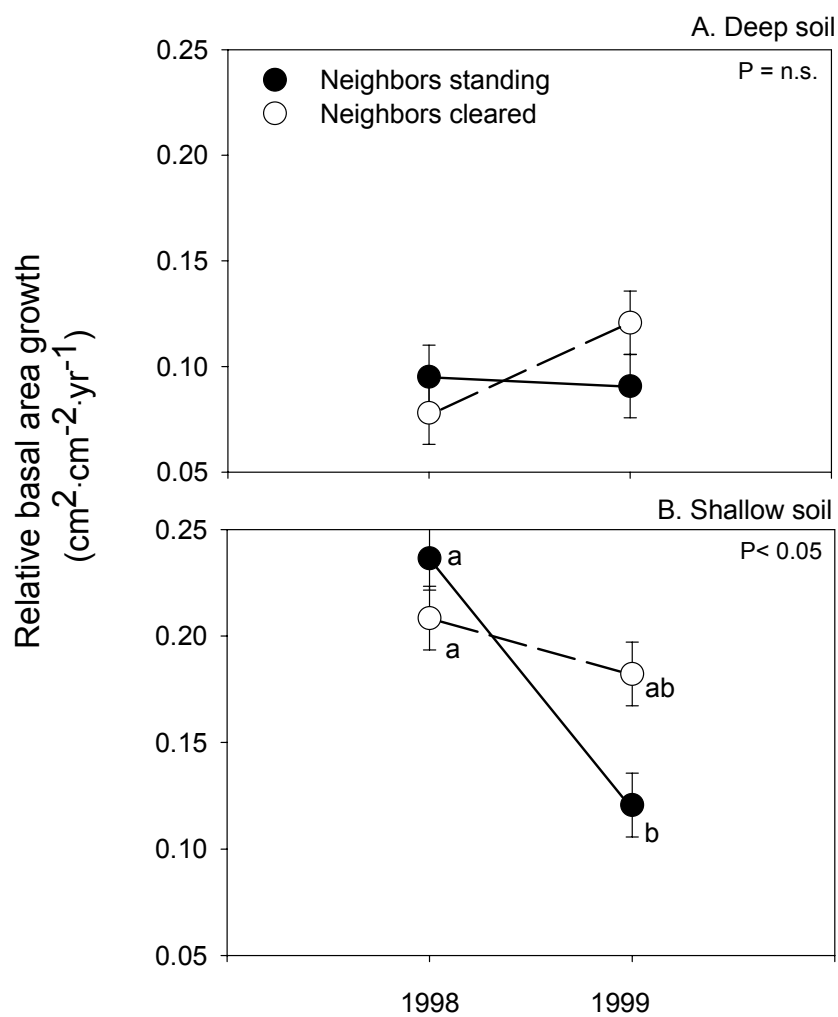 A. Deep soil
0.25
P = n.s.
Neighbors standing
Neighbors cleared
0.20
0.15
0.10
0.05
Relative basal area growth
(cm²·cm⁻²·yr⁻¹)
B. Shallow soil
0.25
P< 0.05
a
0.20
a
ab
0.15
b
0.10
0.05
1998 1999